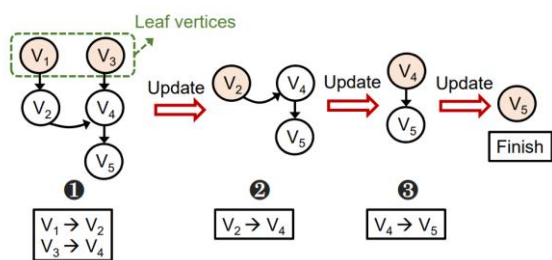 Leaf vertices
V₁
V₃
V₂
V₄
V₅
Update
V₂
V₄
V₅
Update
V₄
V₅
Update
V₅
Finish
❶
❷
❸
V₁ → V₂
V₃ → V₄
V₂ → V₄
V₄ → V₅